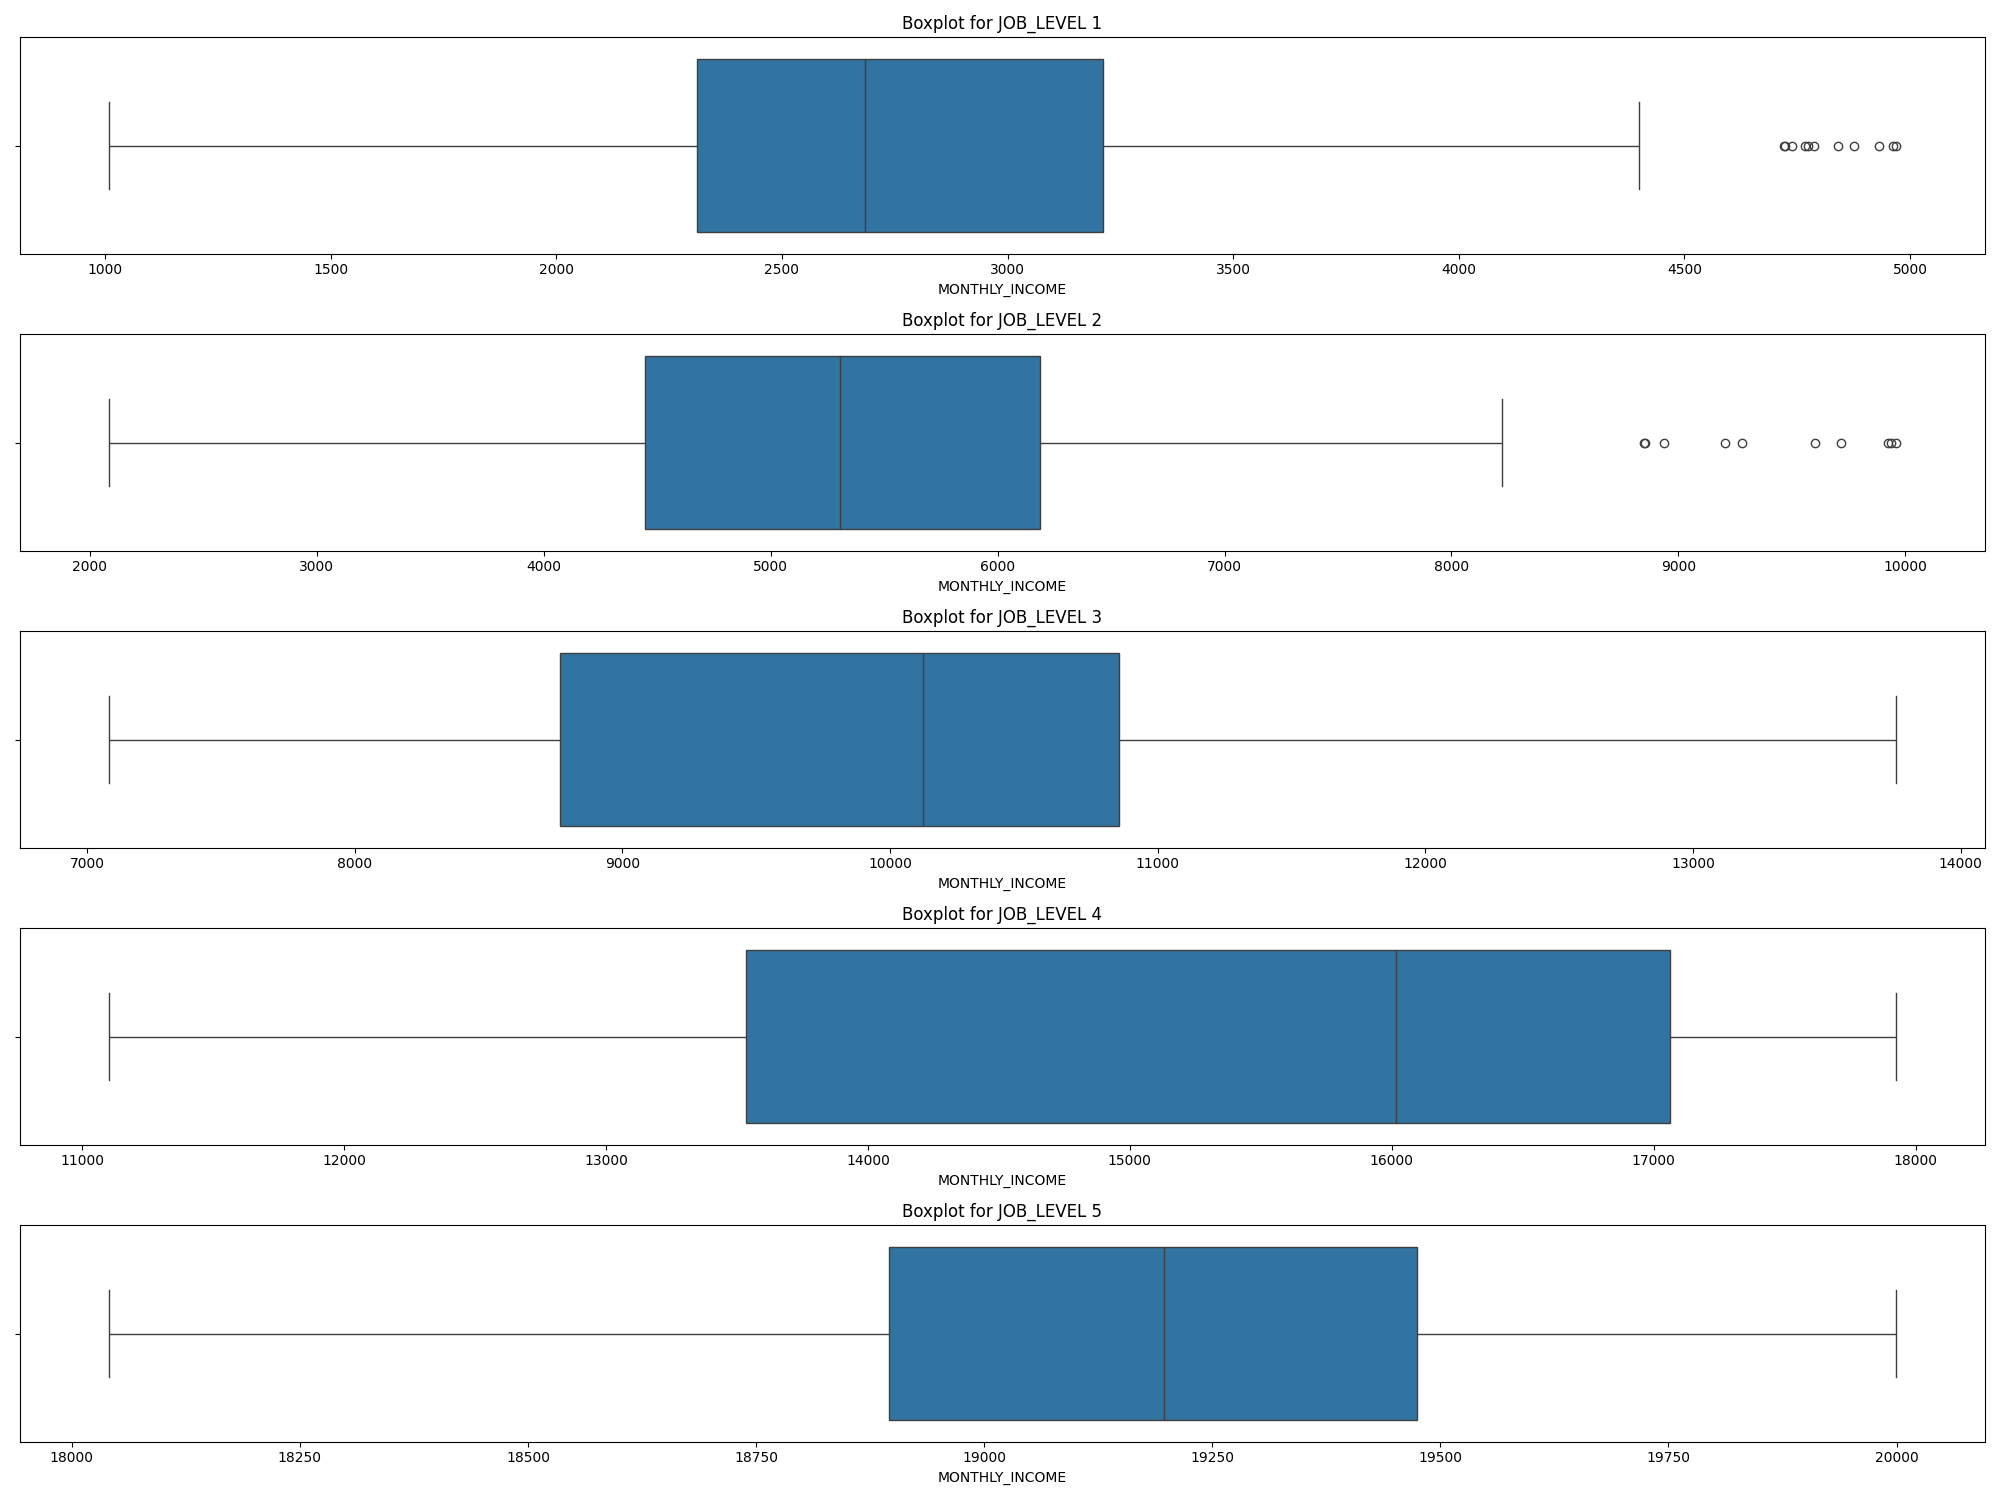 Boxplot for JOB_LEVEL 1
1000 1500 2000 2500 3000 3500 4000 4500 5000
MONTHLY_INCOME
Boxplot for JOB_LEVEL 2
2000 3000 4000 5000 6000 7000 8000 9000 10000
MONTHLY_INCOME
Boxplot for JOB_LEVEL 3
7000 8000 9000 10000 11000 12000 13000 14000
MONTHLY_INCOME
Boxplot for JOB_LEVEL 4
11000 12000 13000 14000 15000 16000 17000 18000
MONTHLY_INCOME
Boxplot for JOB_LEVEL 5
18000 18250 18500 18750 19000 19250 19500 19750 20000
MONTHLY_INCOME